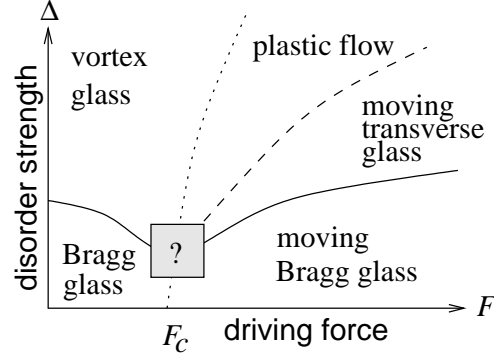 Δ
vortex
glass
plastic flow
moving
transverse
glass
disorder strength
Bragg
glass
?
moving
Bragg glass
F
F_c
driving force